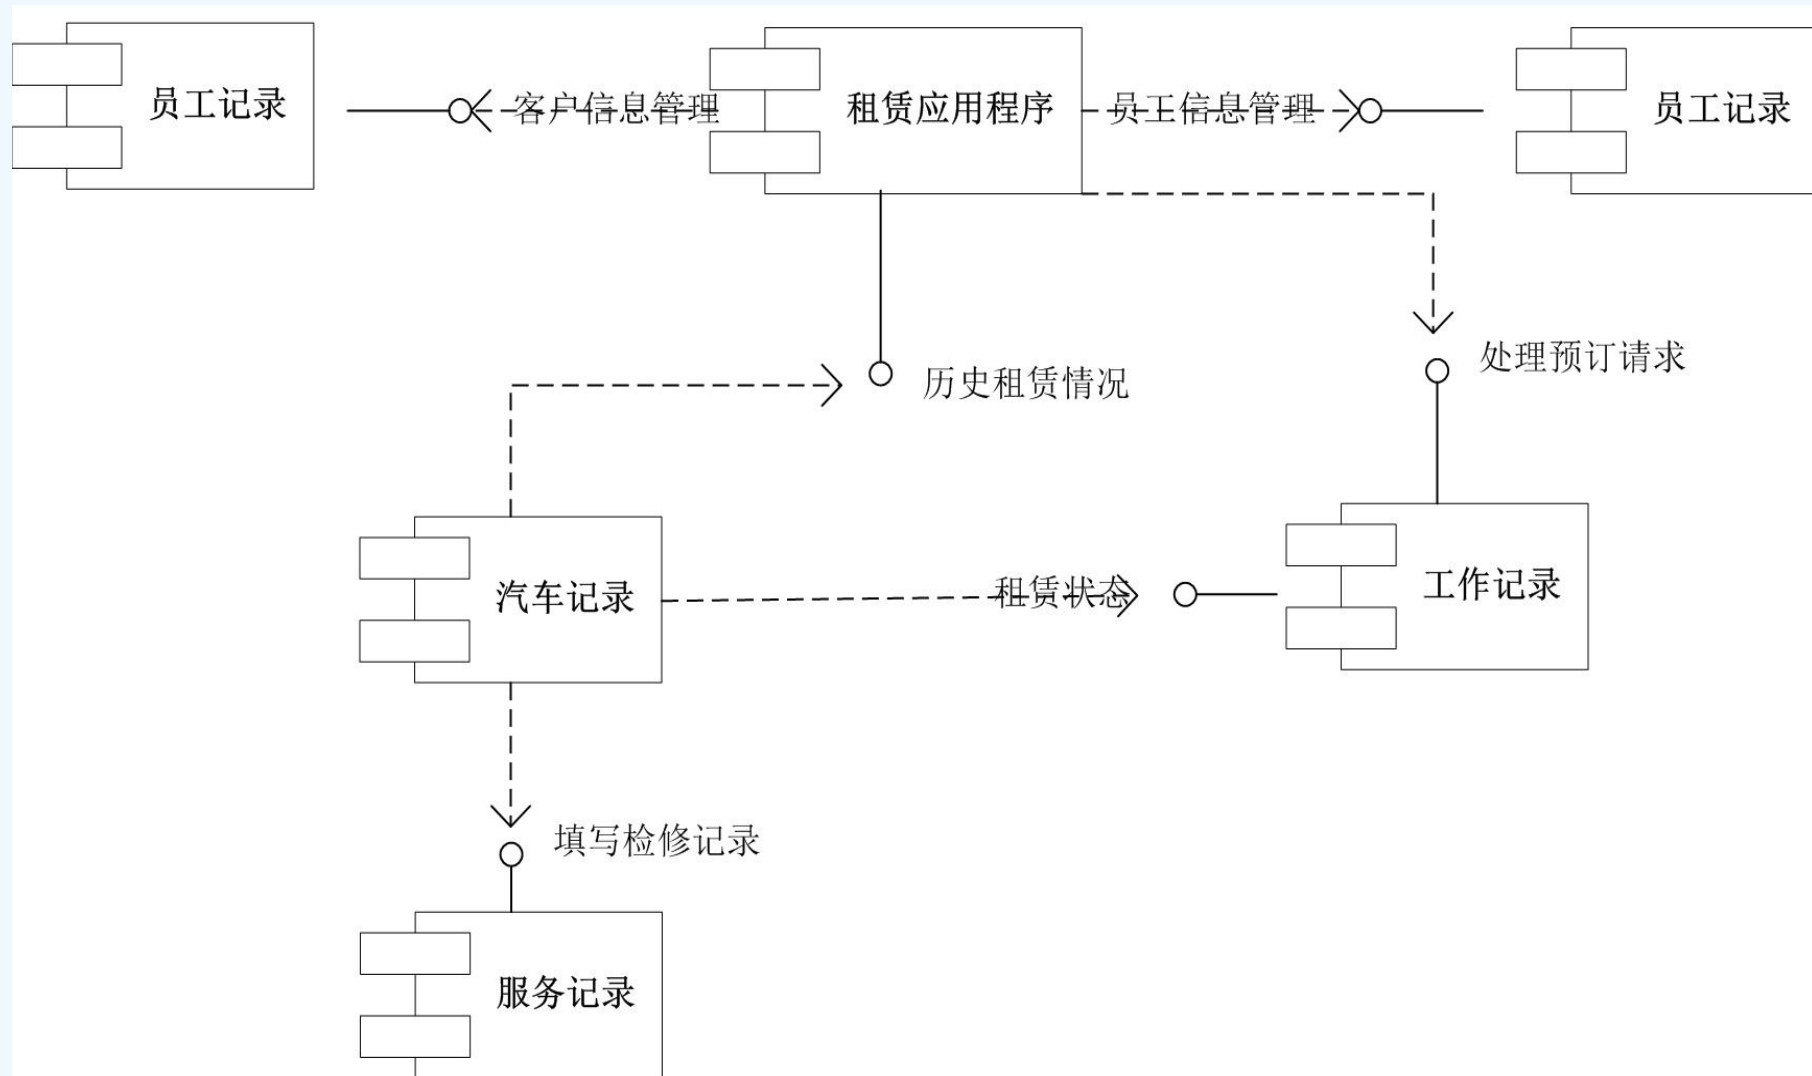 员工记录
客户信息管理
租赁应用程序
员工信息管理
员工记录
处理预订请求
历史租赁情况
汽车记录
租赁状态
工作记录
填写检修记录
服务记录